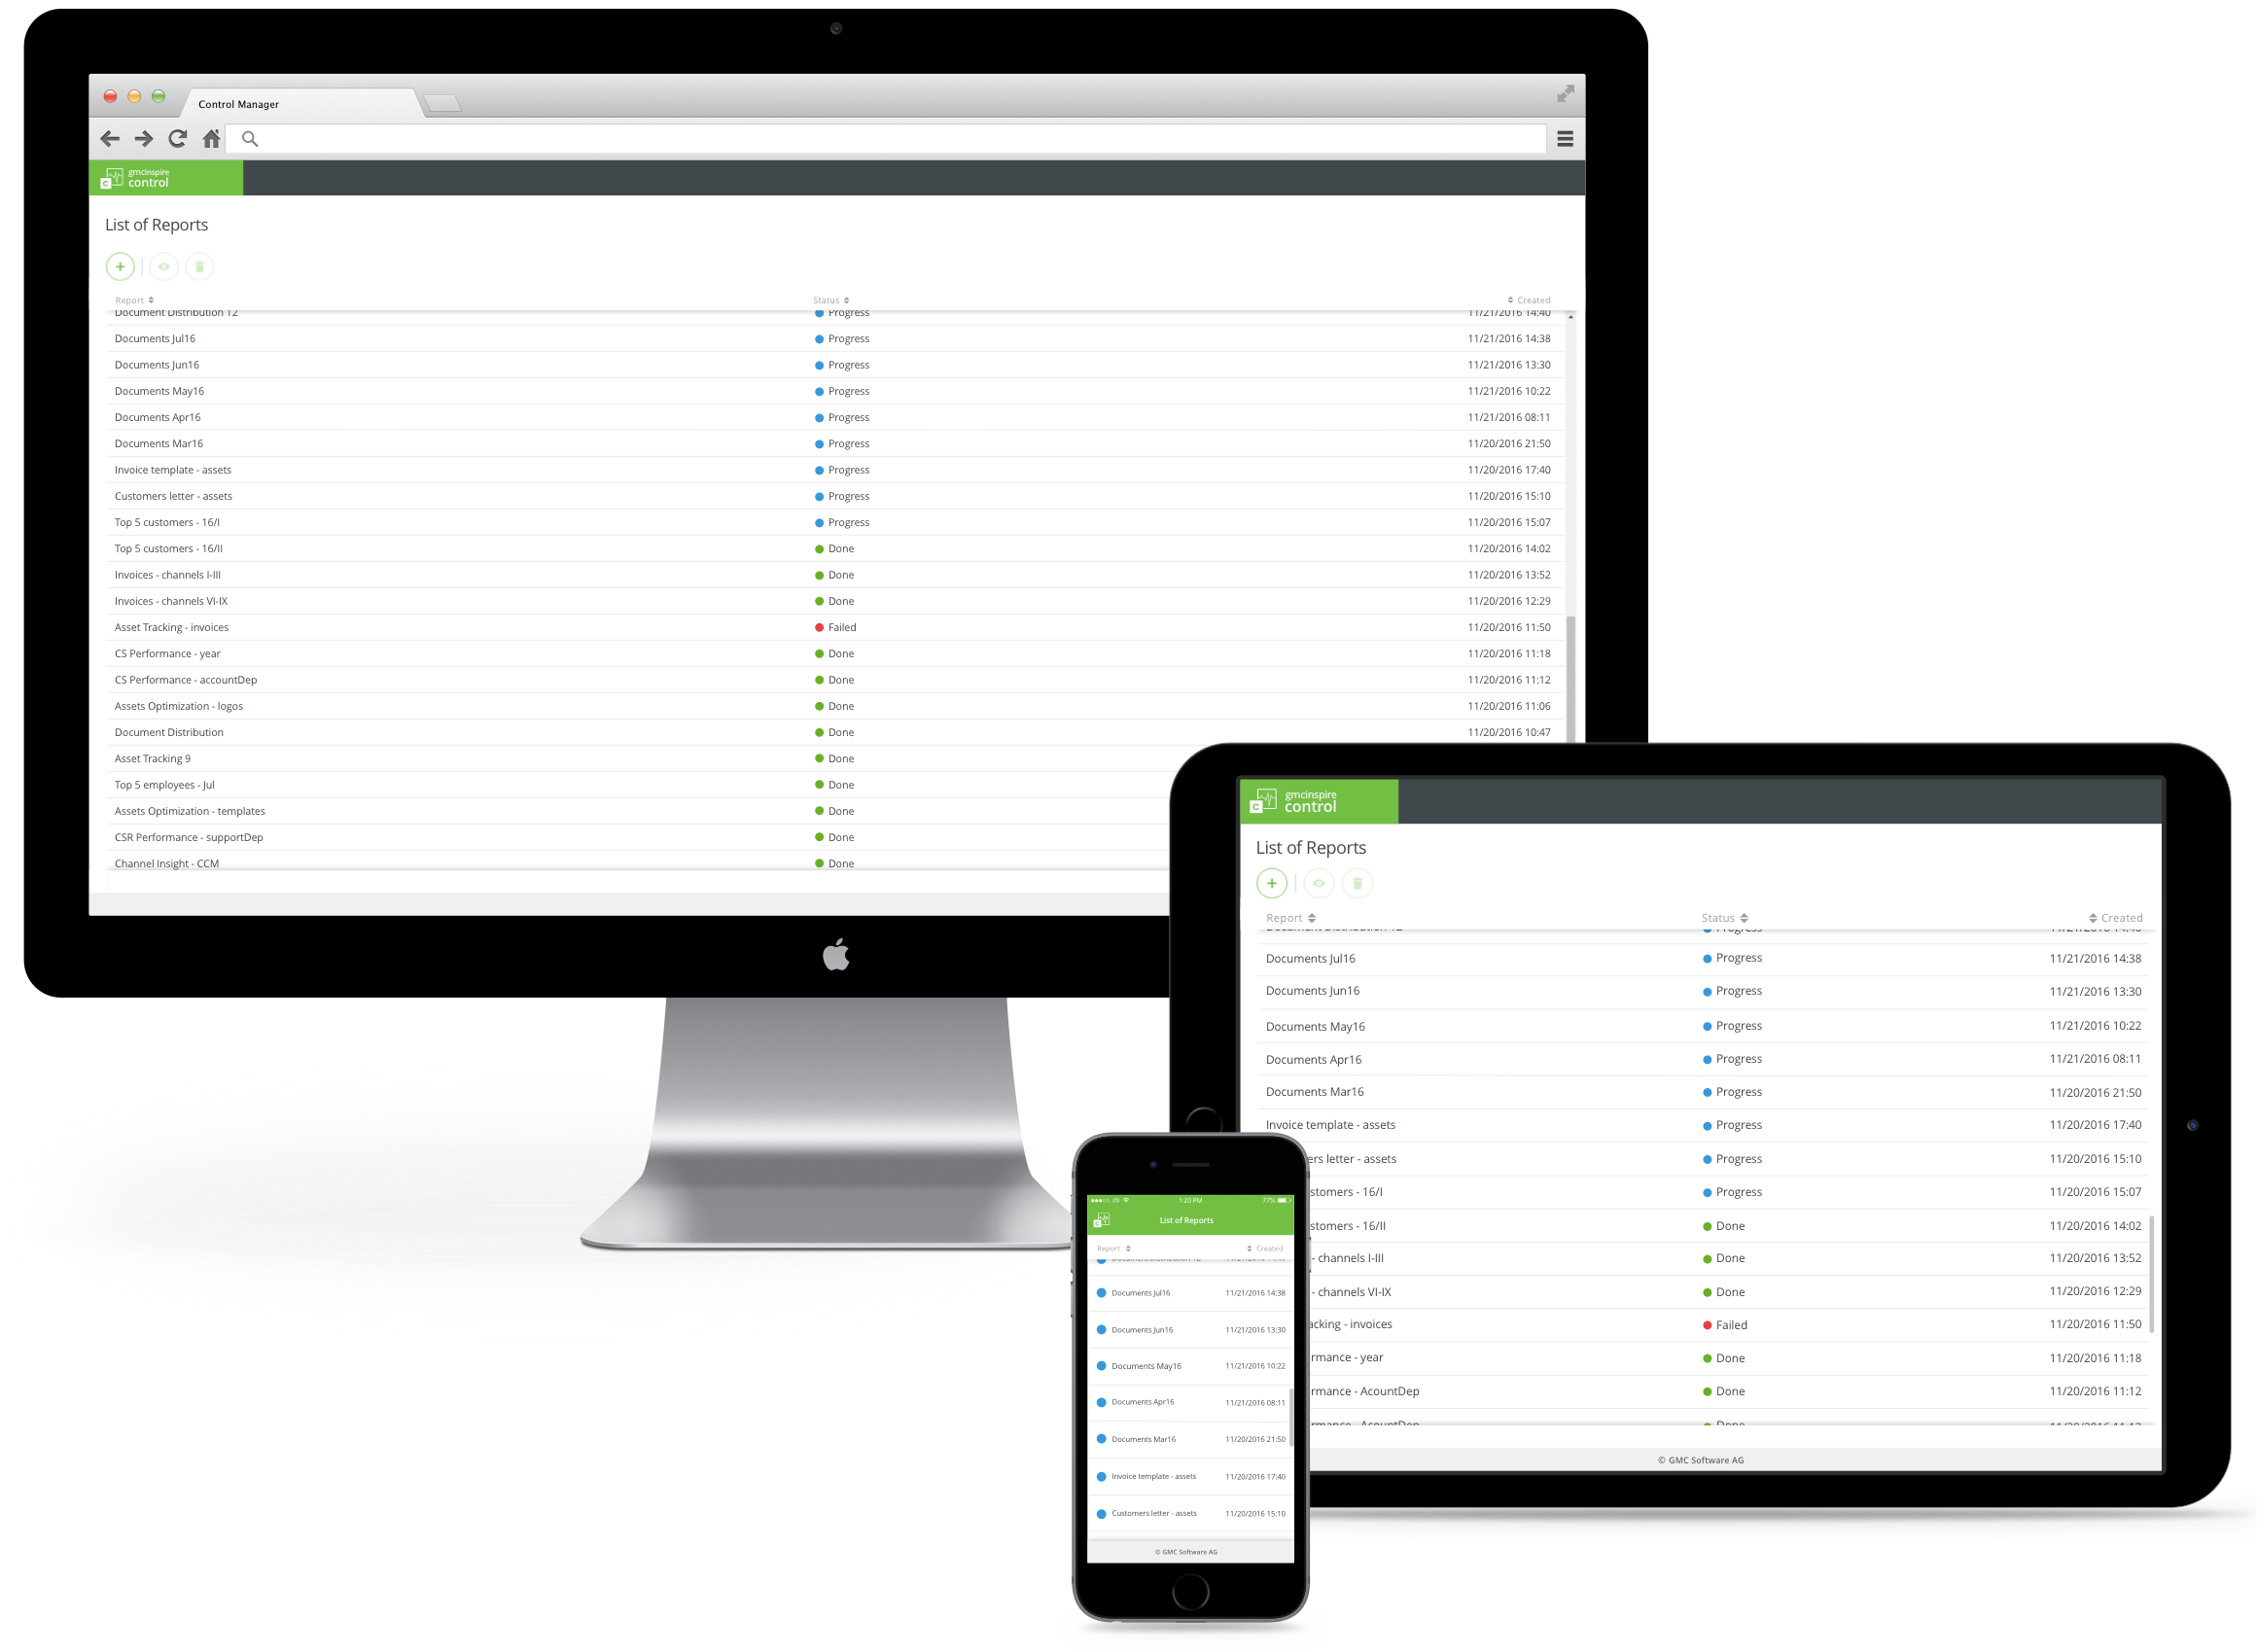 Control Manager
gmcinspire
control
List of Reports
Report Status Created
Document Distribution 12 Progress 11/21/2016 14:40
Documents Jul16 Progress 11/21/2016 14:38
Documents Jun16 Progress 11/21/2016 13:30
Documents May16 Progress 11/21/2016 10:22
Documents Apr16 Progress 11/21/2016 08:11
Documents Mar16 Progress 11/20/2016 21:50
Invoice template - assets Progress 11/20/2016 17:40
Customers letter - assets Progress 11/20/2016 15:10
Top 5 customers - 16/I Progress 11/20/2016 15:07
Top 5 customers - 16/II Done 11/20/2016 14:02
Invoices - channels I-III Done 11/20/2016 13:52
Invoices - channels VI-IX Done 11/20/2016 12:29
Asset Tracking - invoices Failed 11/20/2016 11:50
CS Performance - year Done 11/20/2016 11:18
CS Performance - accountDep Done 11/20/2016 11:12
Assets Optimization - logos Done 11/20/2016 11:06
Document Distribution Done 11/20/2016 10:47
Asset Tracking 9 Done
Top 5 employees - Jul Done
Assets Optimization - templates Done
CSR Performance - supportDep Done
Channel Insight - CCM Done
C gmcinspire
control
List of Reports
Report Status Created
Documents Jul16 Progress 11/21/2016 14:38
Documents Jun16 Progress 11/21/2016 13:30
Documents May16 Progress 11/21/2016 10:22
Documents Apr16 Progress 11/21/2016 08:11
Documents Mar16 Progress 11/20/2016 21:50
Invoice template - assets Progress 11/20/2016 17:40
ers letter - assets Progress 11/20/2016 15:10
stomers - 16/I Progress 11/20/2016 15:07
stomers - 16/II Done 11/20/2016 14:02
- channels I-III Done 11/20/2016 13:52
- channels VI-IX Done 11/20/2016 12:29
acking - invoices Failed 11/20/2016 11:50
rmance - year Done 11/20/2016 11:18
rmance - AcountDep Done 11/20/2016 11:12
© GMC Software AG
1:20 PM 77%
List of Reports
Report Created
Documents Jul16 11/21/2016 14:38
Documents Jun16 11/21/2016 13:30
Documents May16 11/21/2016 10:22
Documents Apr16 11/21/2016 08:11
Documents Mar16 11/20/2016 21:50
Invoice template - assets 11/20/2016 17:40
Customers letter - assets 11/20/2016 15:10
© GMC Software AG